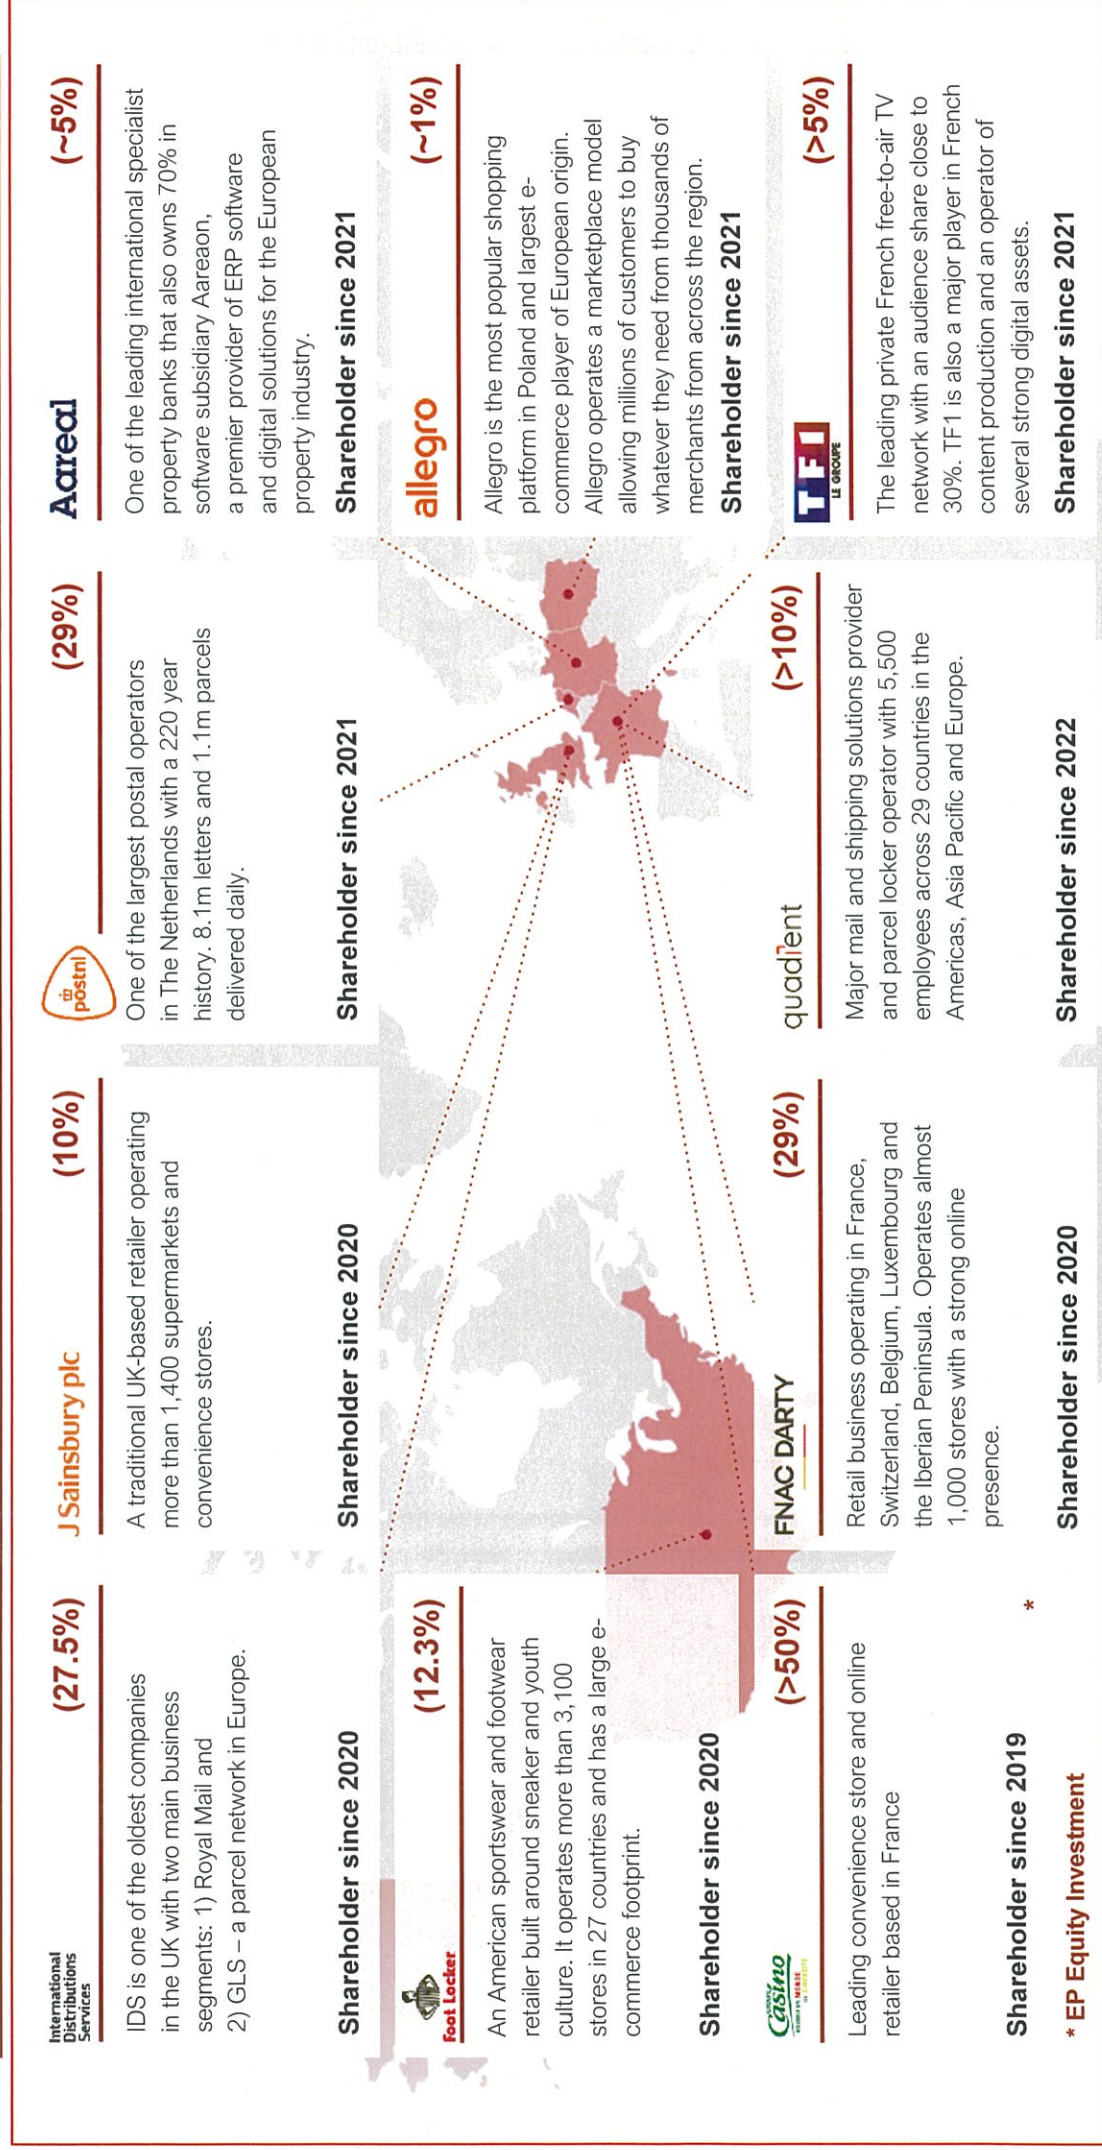 International
Distributions
Services
(27.5%)
IDS is one of the oldest companies
in the UK with two main business
segments: 1) Royal Mail and
2) GLS – a parcel network in Europe.
Shareholder since 2020
J Sainsbury plc
(10%)
A traditional UK-based retailer operating
more than 1,400 supermarkets and
convenience stores.
Shareholder since 2020
postnl
(29%)
One of the largest postal operators
in The Netherlands with a 220 year
history. 8.1m letters and 1.1m parcels
delivered daily.
Shareholder since 2021
Aareal
(~5%)
One of the leading international specialist
property banks that also owns 70% in
software subsidiary Aareaon,
a premier provider of ERP software
and digital solutions for the European
property industry.
Shareholder since 2021
Foot Locker
(12.3%)
An American sportswear and footwear
retailer built around sneaker and youth
culture. It operates more than 3,100
stores in 27 countries and has a large e-
commerce footprint.
Shareholder since 2020
allegro
(~1%)
Allegro is the most popular shopping
platform in Poland and largest e-
commerce player of European origin.
Allegro operates a marketplace model
allowing millions of customers to buy
whatever they need from thousands of
merchants from across the region.
Shareholder since 2021
Casino
(>50%)
Leading convenience store and online
retailer based in France
Shareholder since 2019
*
* EP Equity Investment
FNAC DARTY
(29%)
Retail business operating in France,
Switzerland, Belgium, Luxembourg and
the Iberian Peninsula. Operates almost
1,000 stores with a strong online
presence.
Shareholder since 2020
quadient
(>10%)
Major mail and shipping solutions provider
and parcel locker operator with 5,500
employees across 29 countries in the
Americas, Asia Pacific and Europe.
Shareholder since 2022
TF1
LE GROUPE
(>5%)
The leading private French free-to-air TV
network with an audience share close to
30%. TF1 is also a major player in French
content production and an operator of
several strong digital assets.
Shareholder since 2021